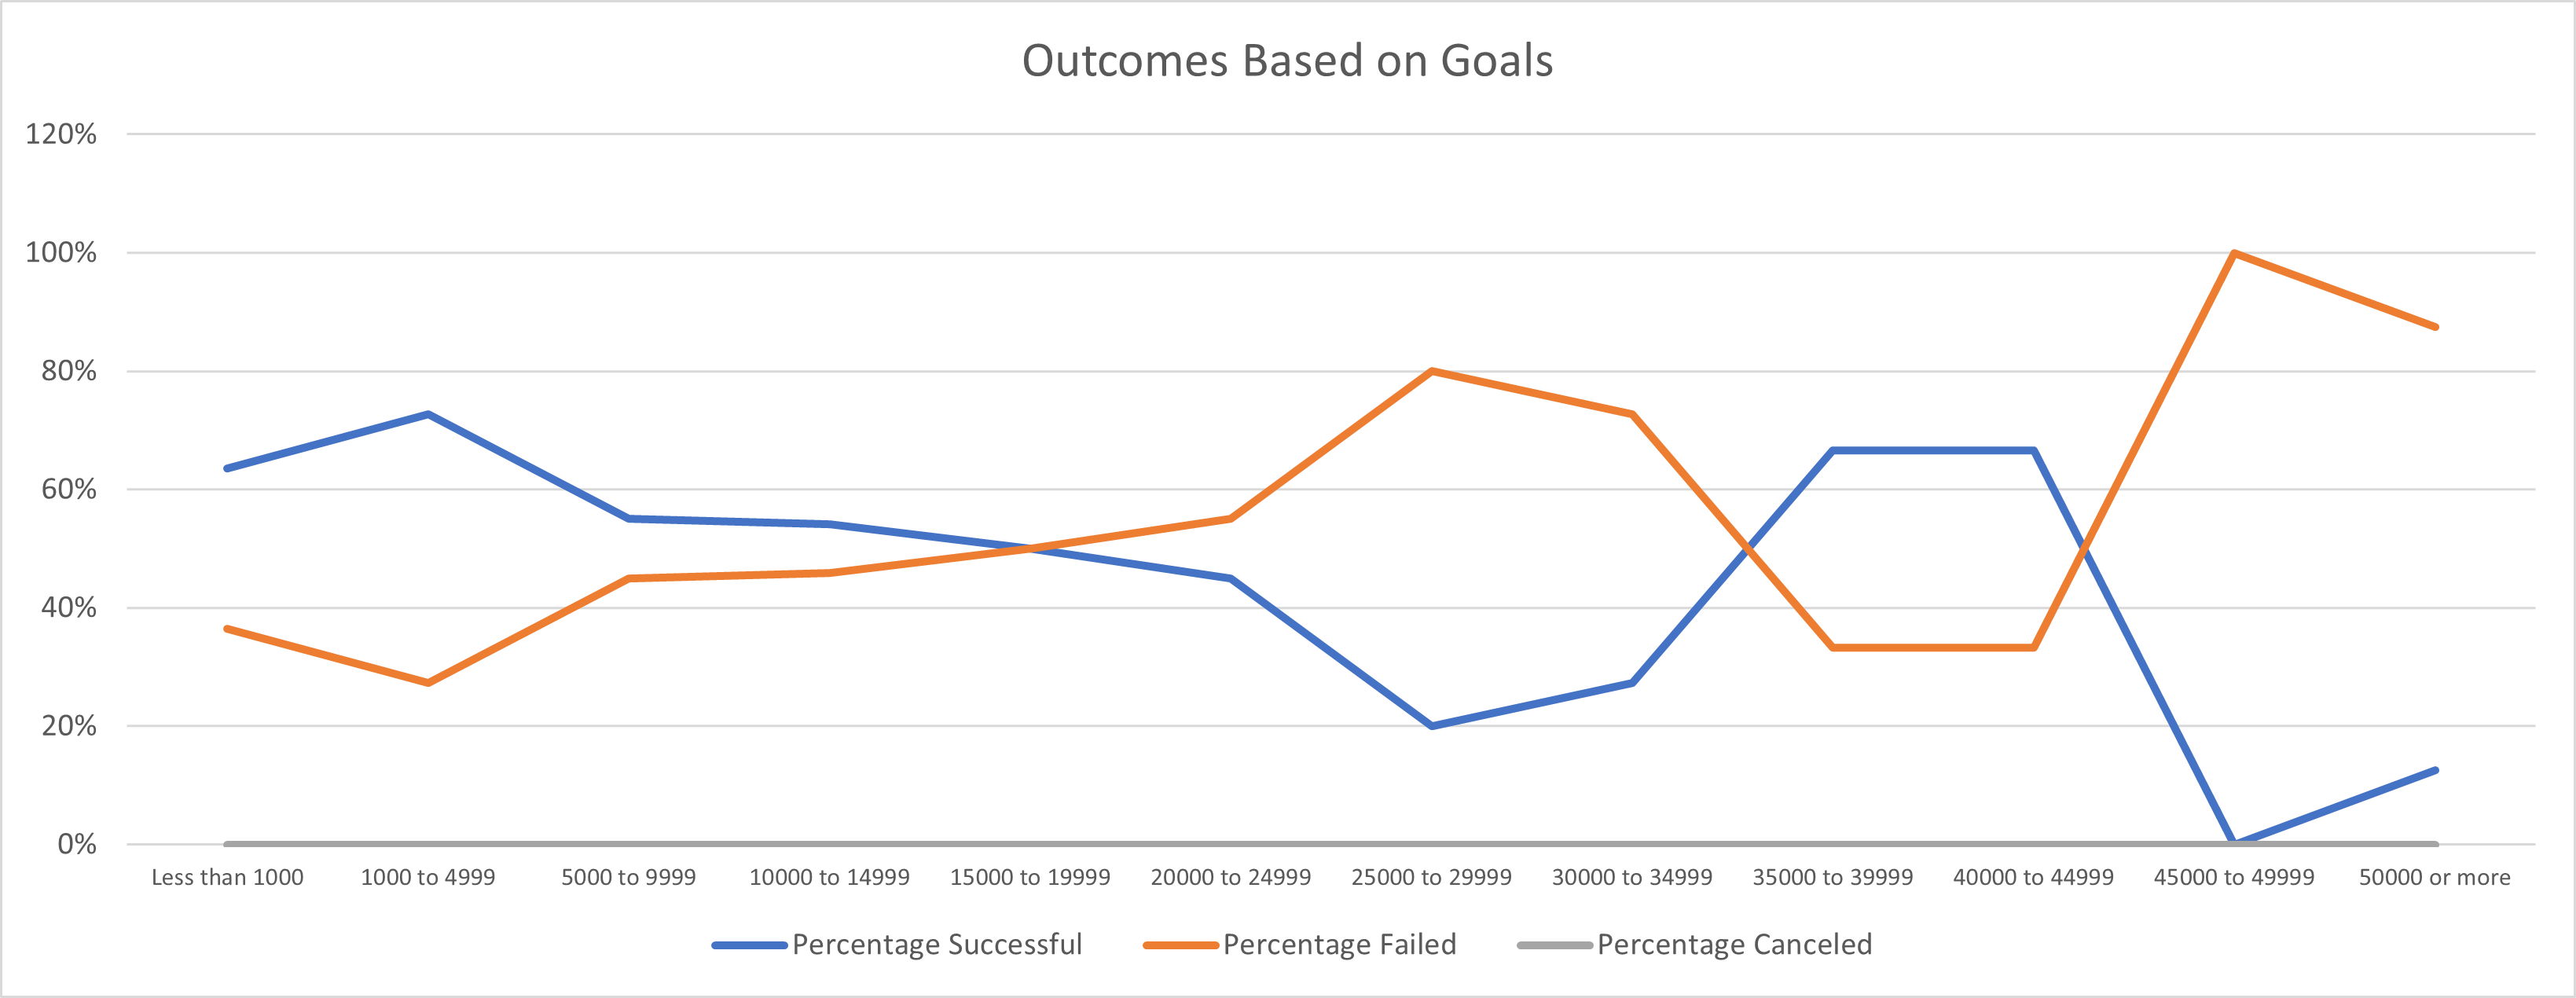 Outcomes Based on Goals
120%
100%
80%
60%
40%
20%
0%
Less than 1000 1000 to 4999 5000 to 9999 10000 to 14999 15000 to 19999 20000 to 24999 25000 to 29999 30000 to 34999 35000 to 39999 40000 to 44999 45000 to 49999 50000 or more
Percentage Successful Percentage Failed Percentage Canceled